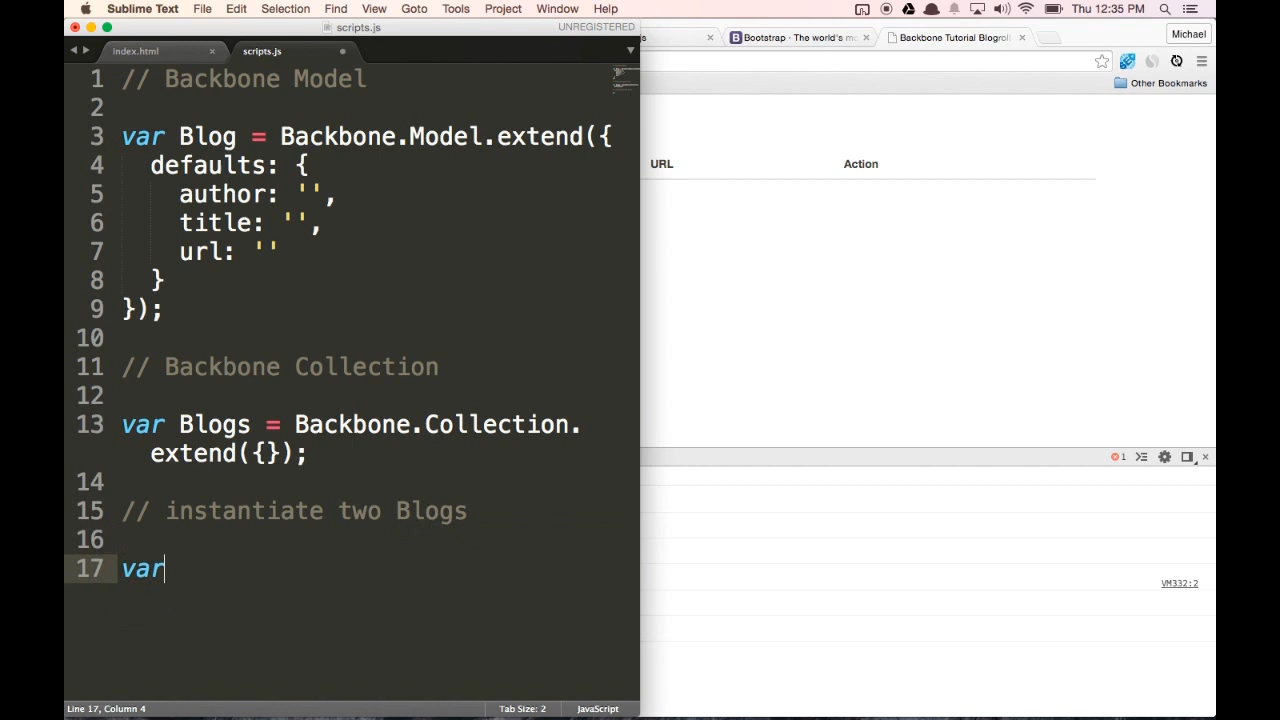 Sublime Text File Edit Selection Find View Goto Tools Project Window Help Thu 12:35 PM
scripts.js UNREGISTERED
index.html scripts.js
Bootstrap · The world's mo Backbone Tutorial Blogroll Michael
Other Bookmarks
1 // Backbone Model
2
3 var Blog = Backbone.Model.extend({
4 defaults: {
5 author: '',
6 title: '',
7 url: ''
8 }
9 });
10
11 // Backbone Collection
12
13 var Blogs = Backbone.Collection.
extend({});
14
15 // instantiate two Blogs
16
17 var
URL Action
1
VM332:2
Line 17, Column 4 Tab Size: 2 JavaScript